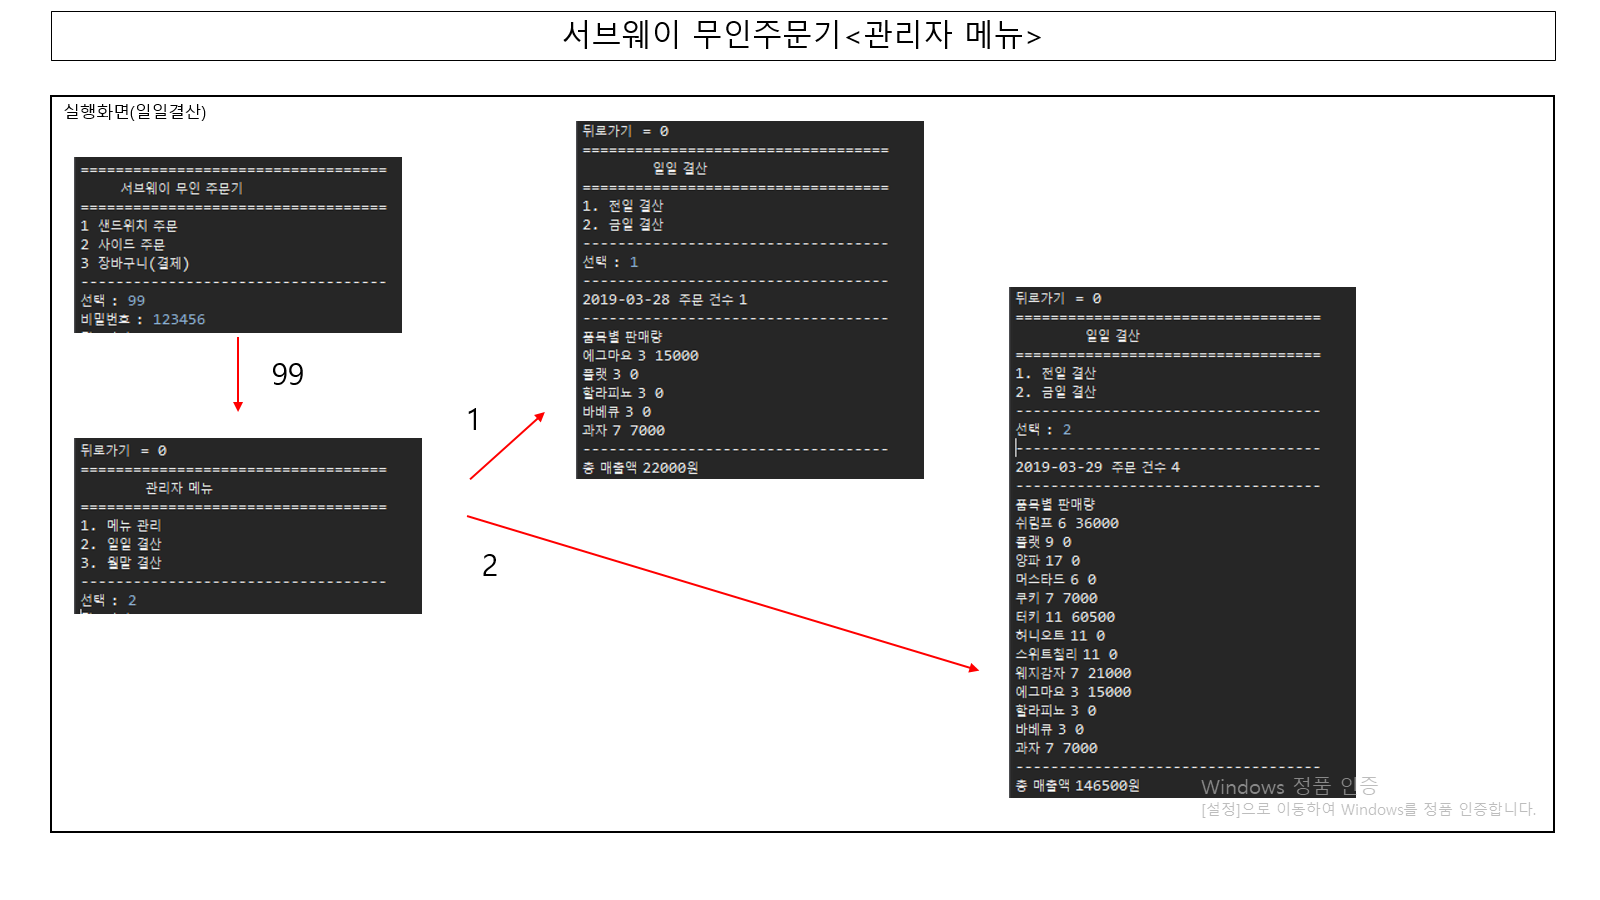 서브웨이 무인주문기<관리자 메뉴>
실행화면(일일결산)
===================================
서브웨이 무인 주문기
===================================
1 샌드위치 주문
2 사이드 주문
3 장바구니(결제)
-----------------------------------
선택 : 99
비밀번호 : 123456
99
뒤로가기 = 0
===================================
관리자 메뉴
===================================
1. 메뉴 관리
2. 일일 결산
3. 월말 결산
-----------------------------------
선택 : 2
1
2
뒤로가기 = 0
===================================
일일 결산
===================================
1. 전일 결산
2. 금일 결산
-----------------------------------
선택 : 1
-----------------------------------
2019-03-28 주문 건수 1
-----------------------------------
품목별 판매량
에그마요 3 15000
플랫 3 0
할라피뇨 3 0
바베큐 3 0
과자 7 7000
-----------------------------------
총 매출액 22000원
뒤로가기 = 0
===================================
일일 결산
===================================
1. 전일 결산
2. 금일 결산
-----------------------------------
선택 : 2
-----------------------------------
2019-03-29 주문 건수 4
-----------------------------------
품목별 판매량
쉬림프 6 36000
플랫 9 0
양파 17 0
머스타드 6 0
쿠키 7 7000
터키 11 60500
허니오트 11 0
스위트칠리 11 0
웨지감자 7 21000
에그마요 3 15000
할라피뇨 3 0
바베큐 3 0
과자 7 7000
-----------------------------------
총 매출액 146500원
Windows 정품 인증
[설정]으로 이동하여 Windows를 정품 인증합니다.